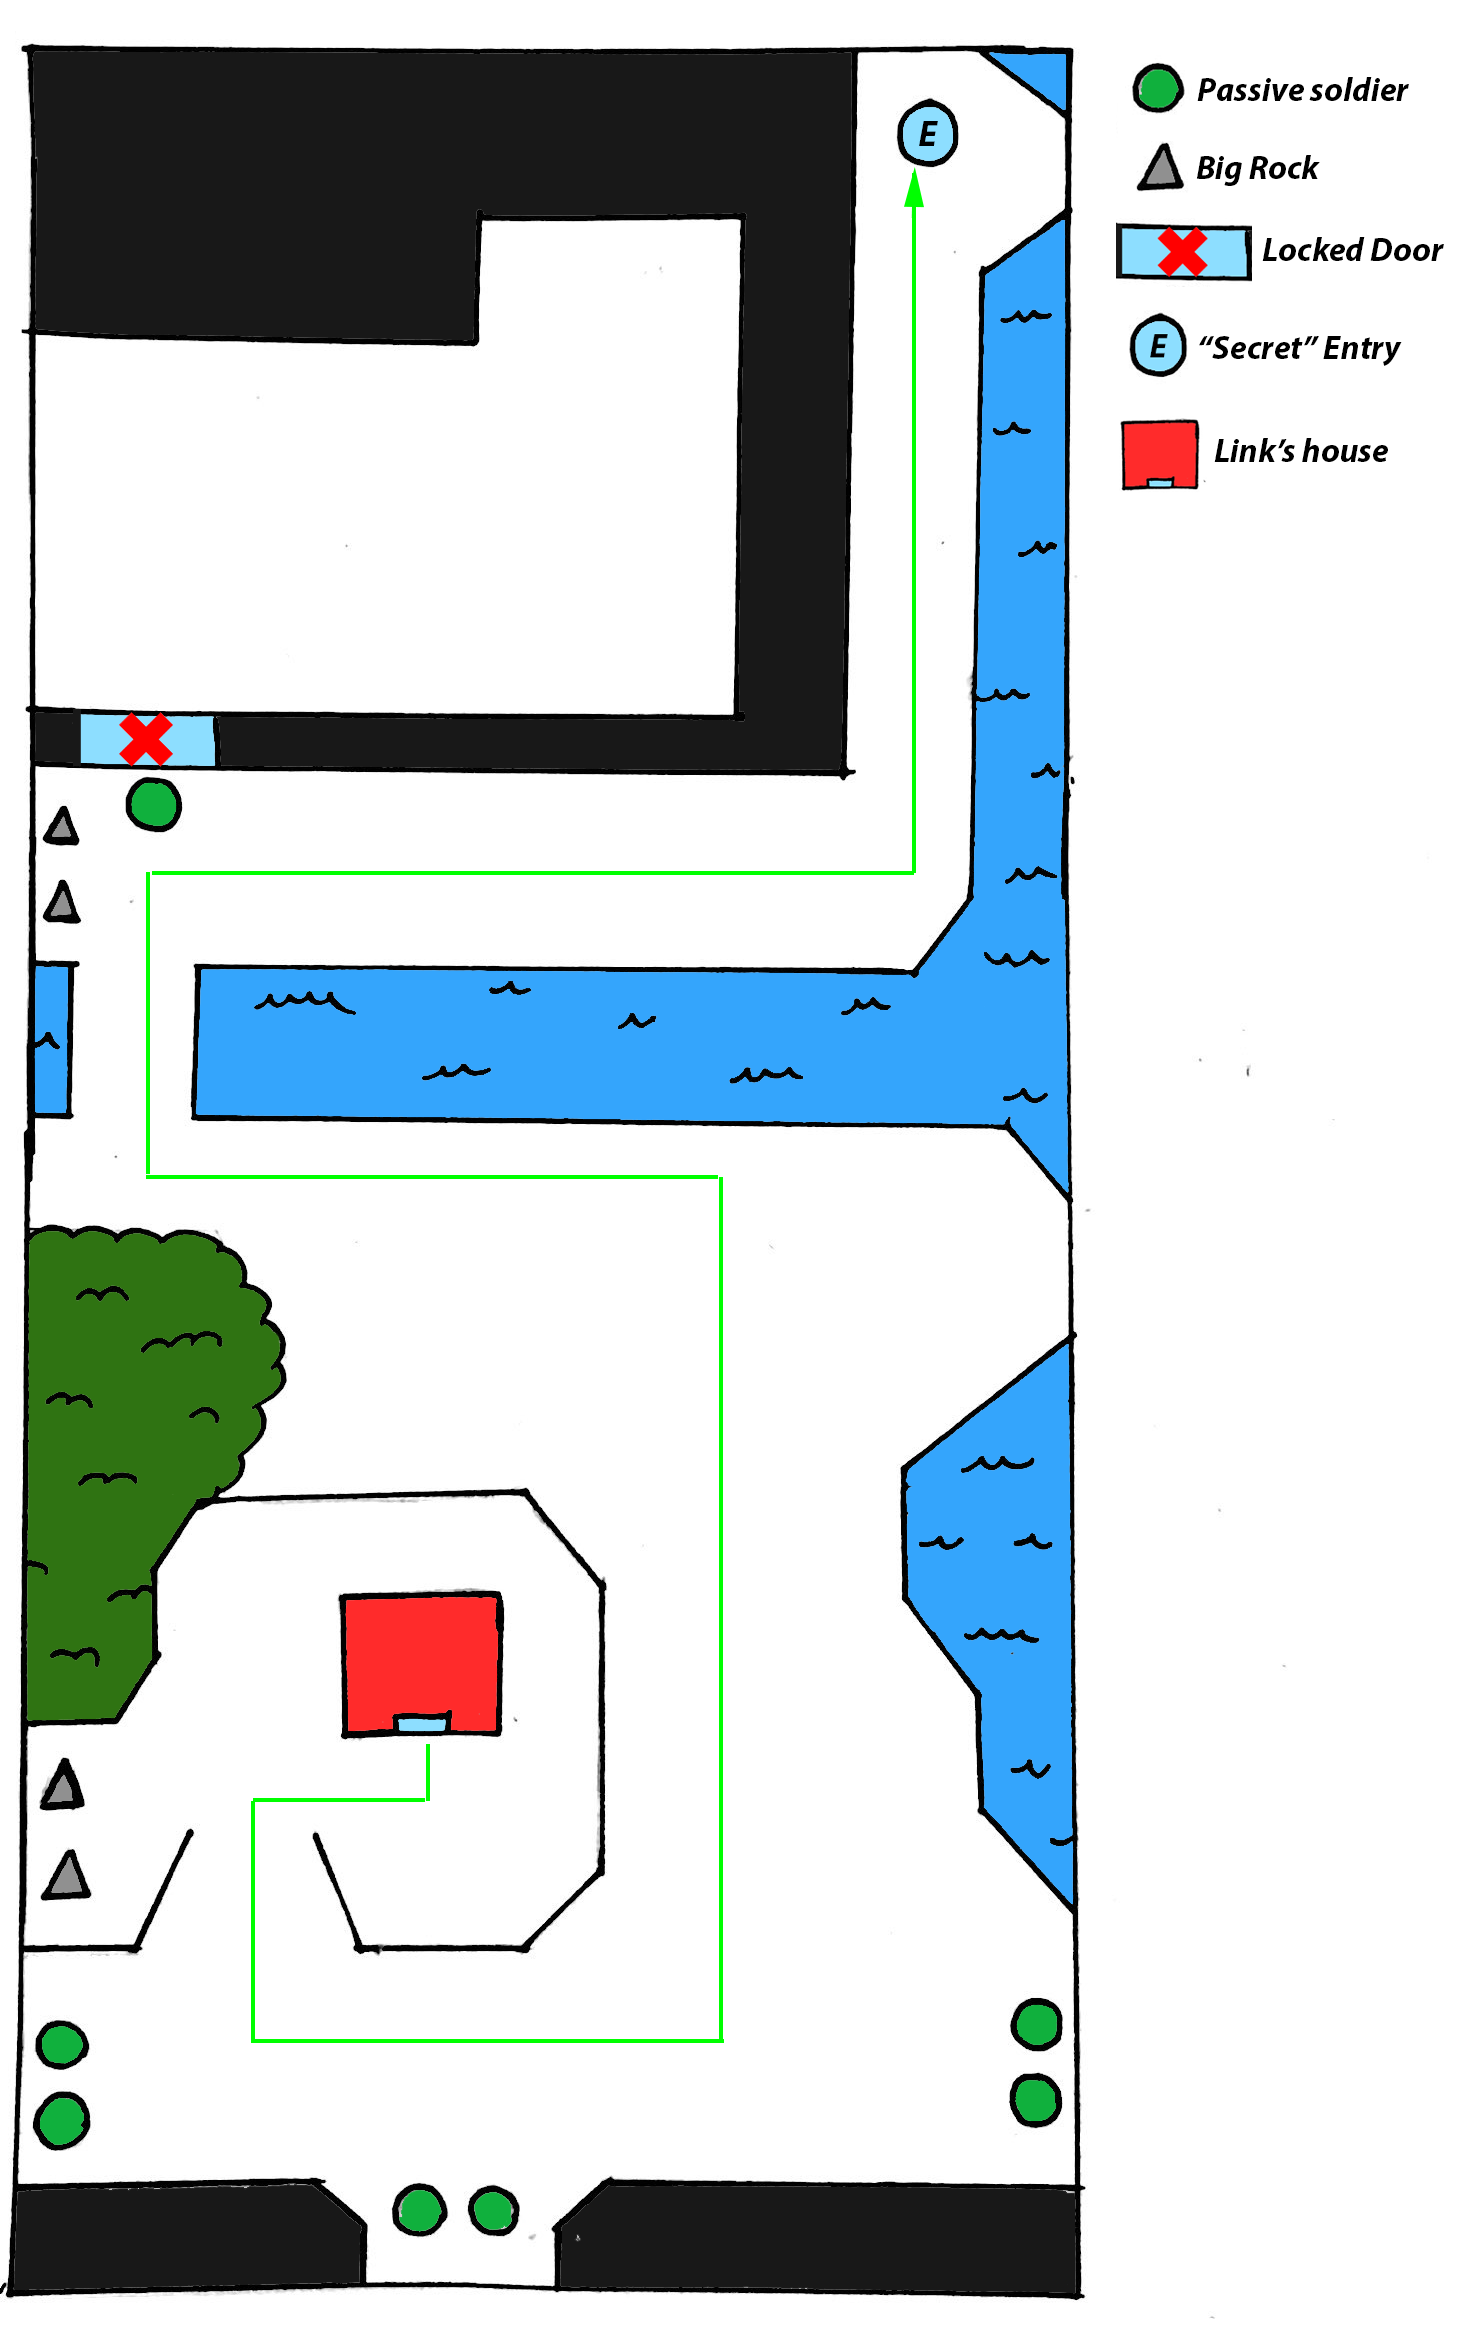 E
Passive soldier
Big Rock
Locked Door
E “Secret” Entry
Link’s house